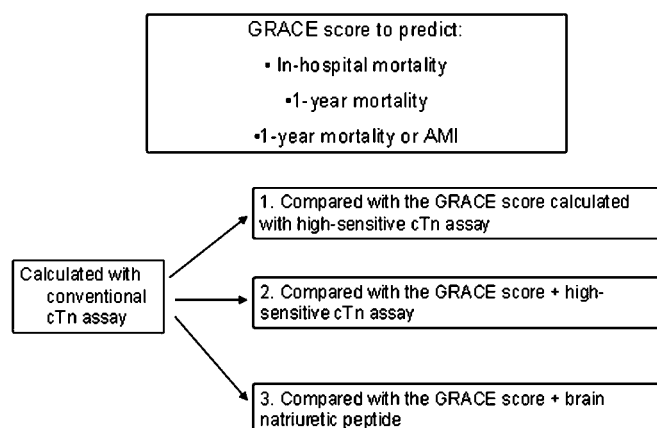 GRACE score to predict:
• In-hospital mortality
•1-year mortality
•1-year mortality or AMI
1. Compared with the GRACE score calculated
with high-sensitive cTn assay
Calculated with
conventional
cTn assay
2. Compared with the GRACE score + high-
sensitive cTn assay
3. Compared with the GRACE score + brain
natriuretic peptide